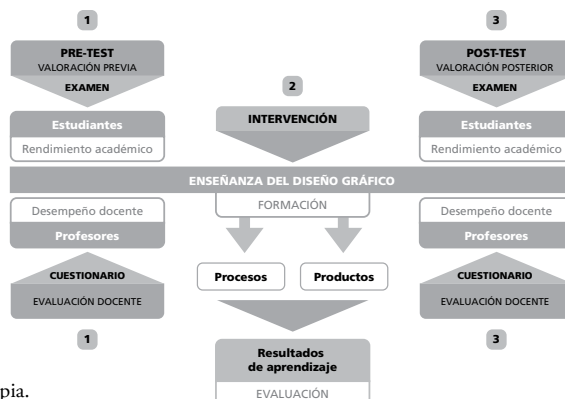 1
PRE-TEST
VALORACIÓN PREVIA
EXAMEN
Estudiantes
Rendimiento académico
2
INTERVENCIÓN
3
POST-TEST
VALORACIÓN POSTERIOR
EXAMEN
Estudiantes
Rendimiento académico
ENSEÑANZA DEL DISEÑO GRÁFICO
Desempeño docente
Profesores
CUESTIONARIO
EVALUACIÓN DOCENTE
1
FORMACIÓN
Procesos
Productos
Resultados
de aprendizaje
EVALUACIÓN
Desempeño docente
Profesores
CUESTIONARIO
EVALUACIÓN DOCENTE
3
pia.